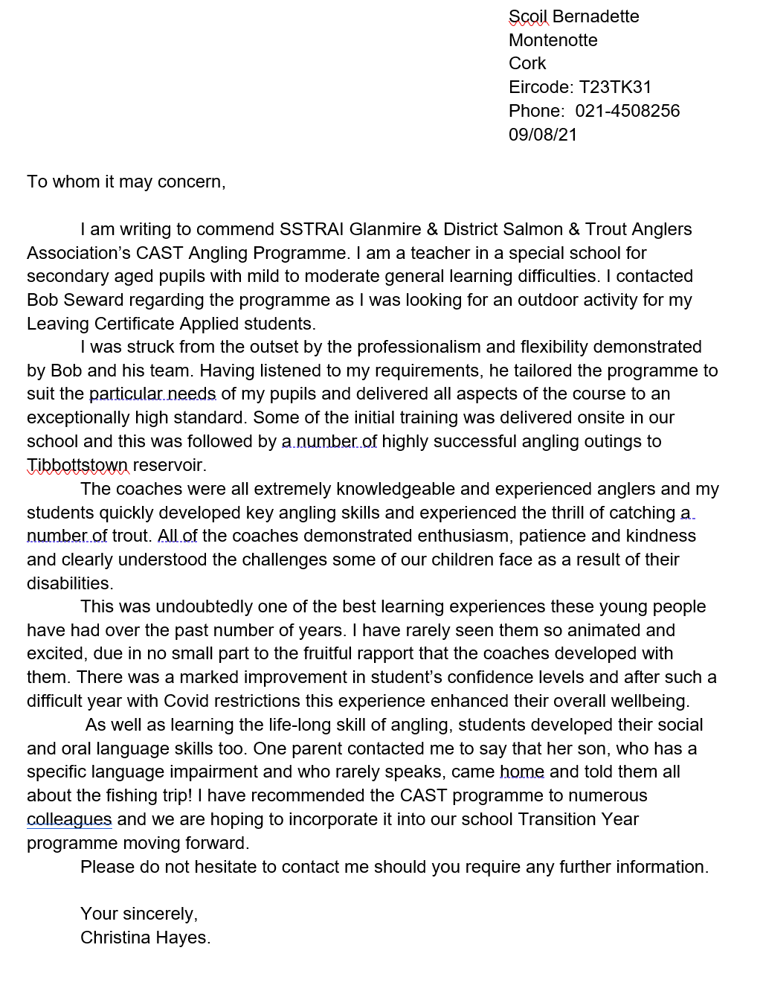 Scoil Bernadette
Montenotte
Cork
Eircode: T23TK31
Phone:  021-4508256
09/08/21
To whom it may concern,
I am writing to commend SSTRAI Glanmire & District Salmon & Trout Anglers
Association’s CAST Angling Programme. I am a teacher in a special school for
secondary aged pupils with mild to moderate general learning difficulties. I contacted
Bob Seward regarding the programme as I was looking for an outdoor activity for my
Leaving Certificate Applied students.
I was struck from the outset by the professionalism and flexibility demonstrated
by Bob and his team. Having listened to my requirements, he tailored the programme to
suit the particular needs of my pupils and delivered all aspects of the course to an
exceptionally high standard. Some of the initial training was delivered onsite in our
school and this was followed by a number of highly successful angling outings to
Tibbottstown reservoir.
The coaches were all extremely knowledgeable and experienced anglers and my
students quickly developed key angling skills and experienced the thrill of catching a
number of trout. All of the coaches demonstrated enthusiasm, patience and kindness
and clearly understood the challenges some of our children face as a result of their
disabilities.
This was undoubtedly one of the best learning experiences these young people
have had over the past number of years. I have rarely seen them so animated and
excited, due in no small part to the fruitful rapport that the coaches developed with
them. There was a marked improvement in student’s confidence levels and after such a
difficult year with Covid restrictions this experience enhanced their overall wellbeing.
As well as learning the life-long skill of angling, students developed their social
and oral language skills too. One parent contacted me to say that her son, who has a
specific language impairment and who rarely speaks, came home and told them all
about the fishing trip! I have recommended the CAST programme to numerous
colleagues and we are hoping to incorporate it into our school Transition Year
programme moving forward.
Please do not hesitate to contact me should you require any further information.
Your sincerely,
Christina Hayes.